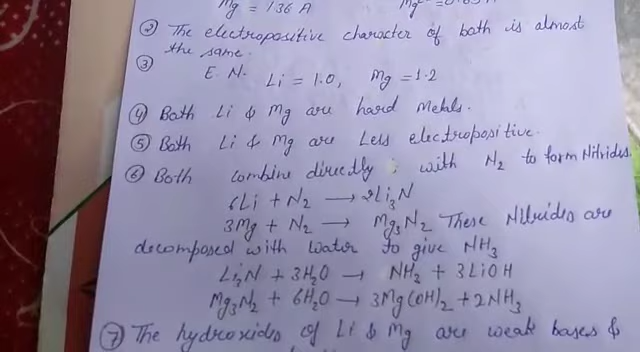 Mg = 136 A
② The electropositive character of both is almost
the same.
③ E.N. Li = 1.0, Mg = 1.2
④ Both Li & Mg are hard metals.
⑤ Both Li & Mg are Less electropositive.
⑥ Both combine directly with N₂ to form Nitrides.
6Li + N₂ → 2Li₃N
3Mg + N₂ → Mg₃N₂ These Nitrides are
decomposed with water to give NH₃
Li₃N + 3H₂O → NH₃ + 3LiOH
Mg₃N₂ + 6H₂O → 3Mg(OH)₂ + 2NH₃
⑦ The hydroxides of Li & Mg are weak bases &